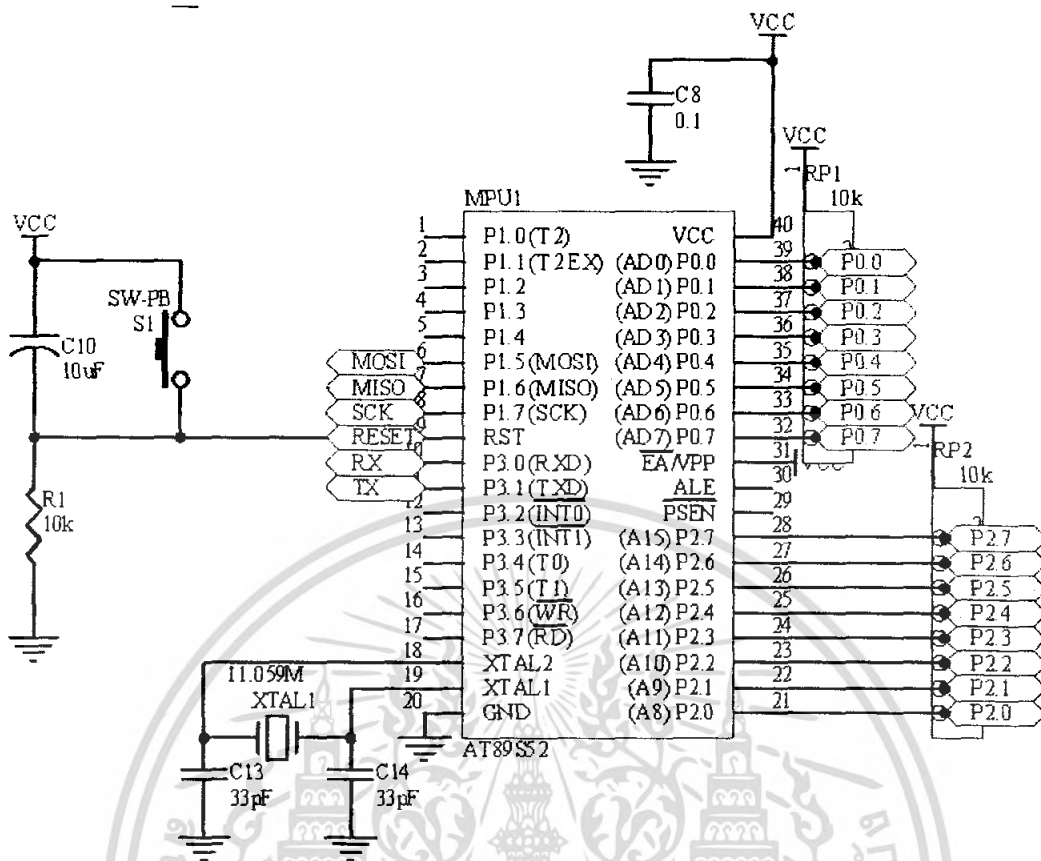 VCC
C8
0.1
VCC
RP1
10k
MPU1
VCC
C10
10uF
SW-PB
S1
R1
10k
MOSI
MISO
SCK
RESET
RX
TX
1 P1.0(T2)
2 P1.1(T2EX)
3 P1.2
4 P1.3
5 P1.4
6 P1.5(MOSI)
7 P1.6(MISO)
8 P1.7(SCK)
9 RST
10 P3.0(RXD)
P3.1(TXD)
12 P3.2(INT0)
13 P3.3(INT1)
14 P3.4(T0)
15 P3.5(T1)
16 P3.6(WR)
17 P3.7(RD)
18 XTAL2
19 XTAL1
20 GND
VCC 40
(AD0)P0.0 39 P0.0
(AD1)P0.1 38 P0.1
(AD2)P0.2 37 P0.2
(AD3)P0.3 36 P0.3
(AD4)P0.4 35 P0.4
(AD5)P0.5 34 P0.5
(AD6)P0.6 33 P0.6
(AD7)P0.7 32 P0.7
EA/VPP 31
ALE 30
PSEN 29
VCC
RP2
10k
(A15)P2.7 28 P2.7
(A14)P2.6 27 P2.6
(A13)P2.5 26 P2.5
(A12)P2.4 25 P2.4
(A11)P2.3 24 P2.3
(A10)P2.2 23 P2.2
(A9)P2.1 22 P2.1
(A8)P2.0 21 P2.0
AT89S52
11.059M
XTAL1
C13
33pF
C14
33pF